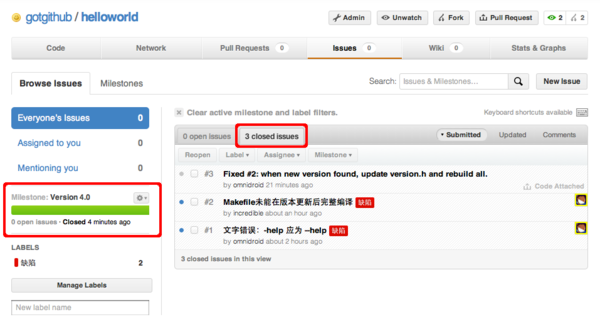 gotgithub / helloworld
Admin Unwatch Fork Pull Request 2 2
Code Network Pull Requests 0 Issues 0 Wiki 0 Stats & Graphs
Browse Issues Milestones
Search: Issues & Milestones... New Issue
Everyone's Issues 0
Assigned to you 0
Mentioning you 0
Milestone: Version 4.0
0 open issues · Closed 4 minutes ago
LABELS
缺陷 2
Manage Labels
New label name
Clear active milestone and label filters.
Keyboard shortcuts available
0 open issues 3 closed issues
Submitted Updated Comments
Reopen Label Assignee Milestone
#3 Fixed #2: when new version found, update version.h and rebuild all.
by omnidroid 21 minutes ago
Code Attached
#2 Makefile未能在版本更新后完整编译 缺陷
by incredible about an hour ago
#1 文字错误：-help 应为 --help 缺陷
by omnidroid about 2 hours ago
3 closed issues in this view